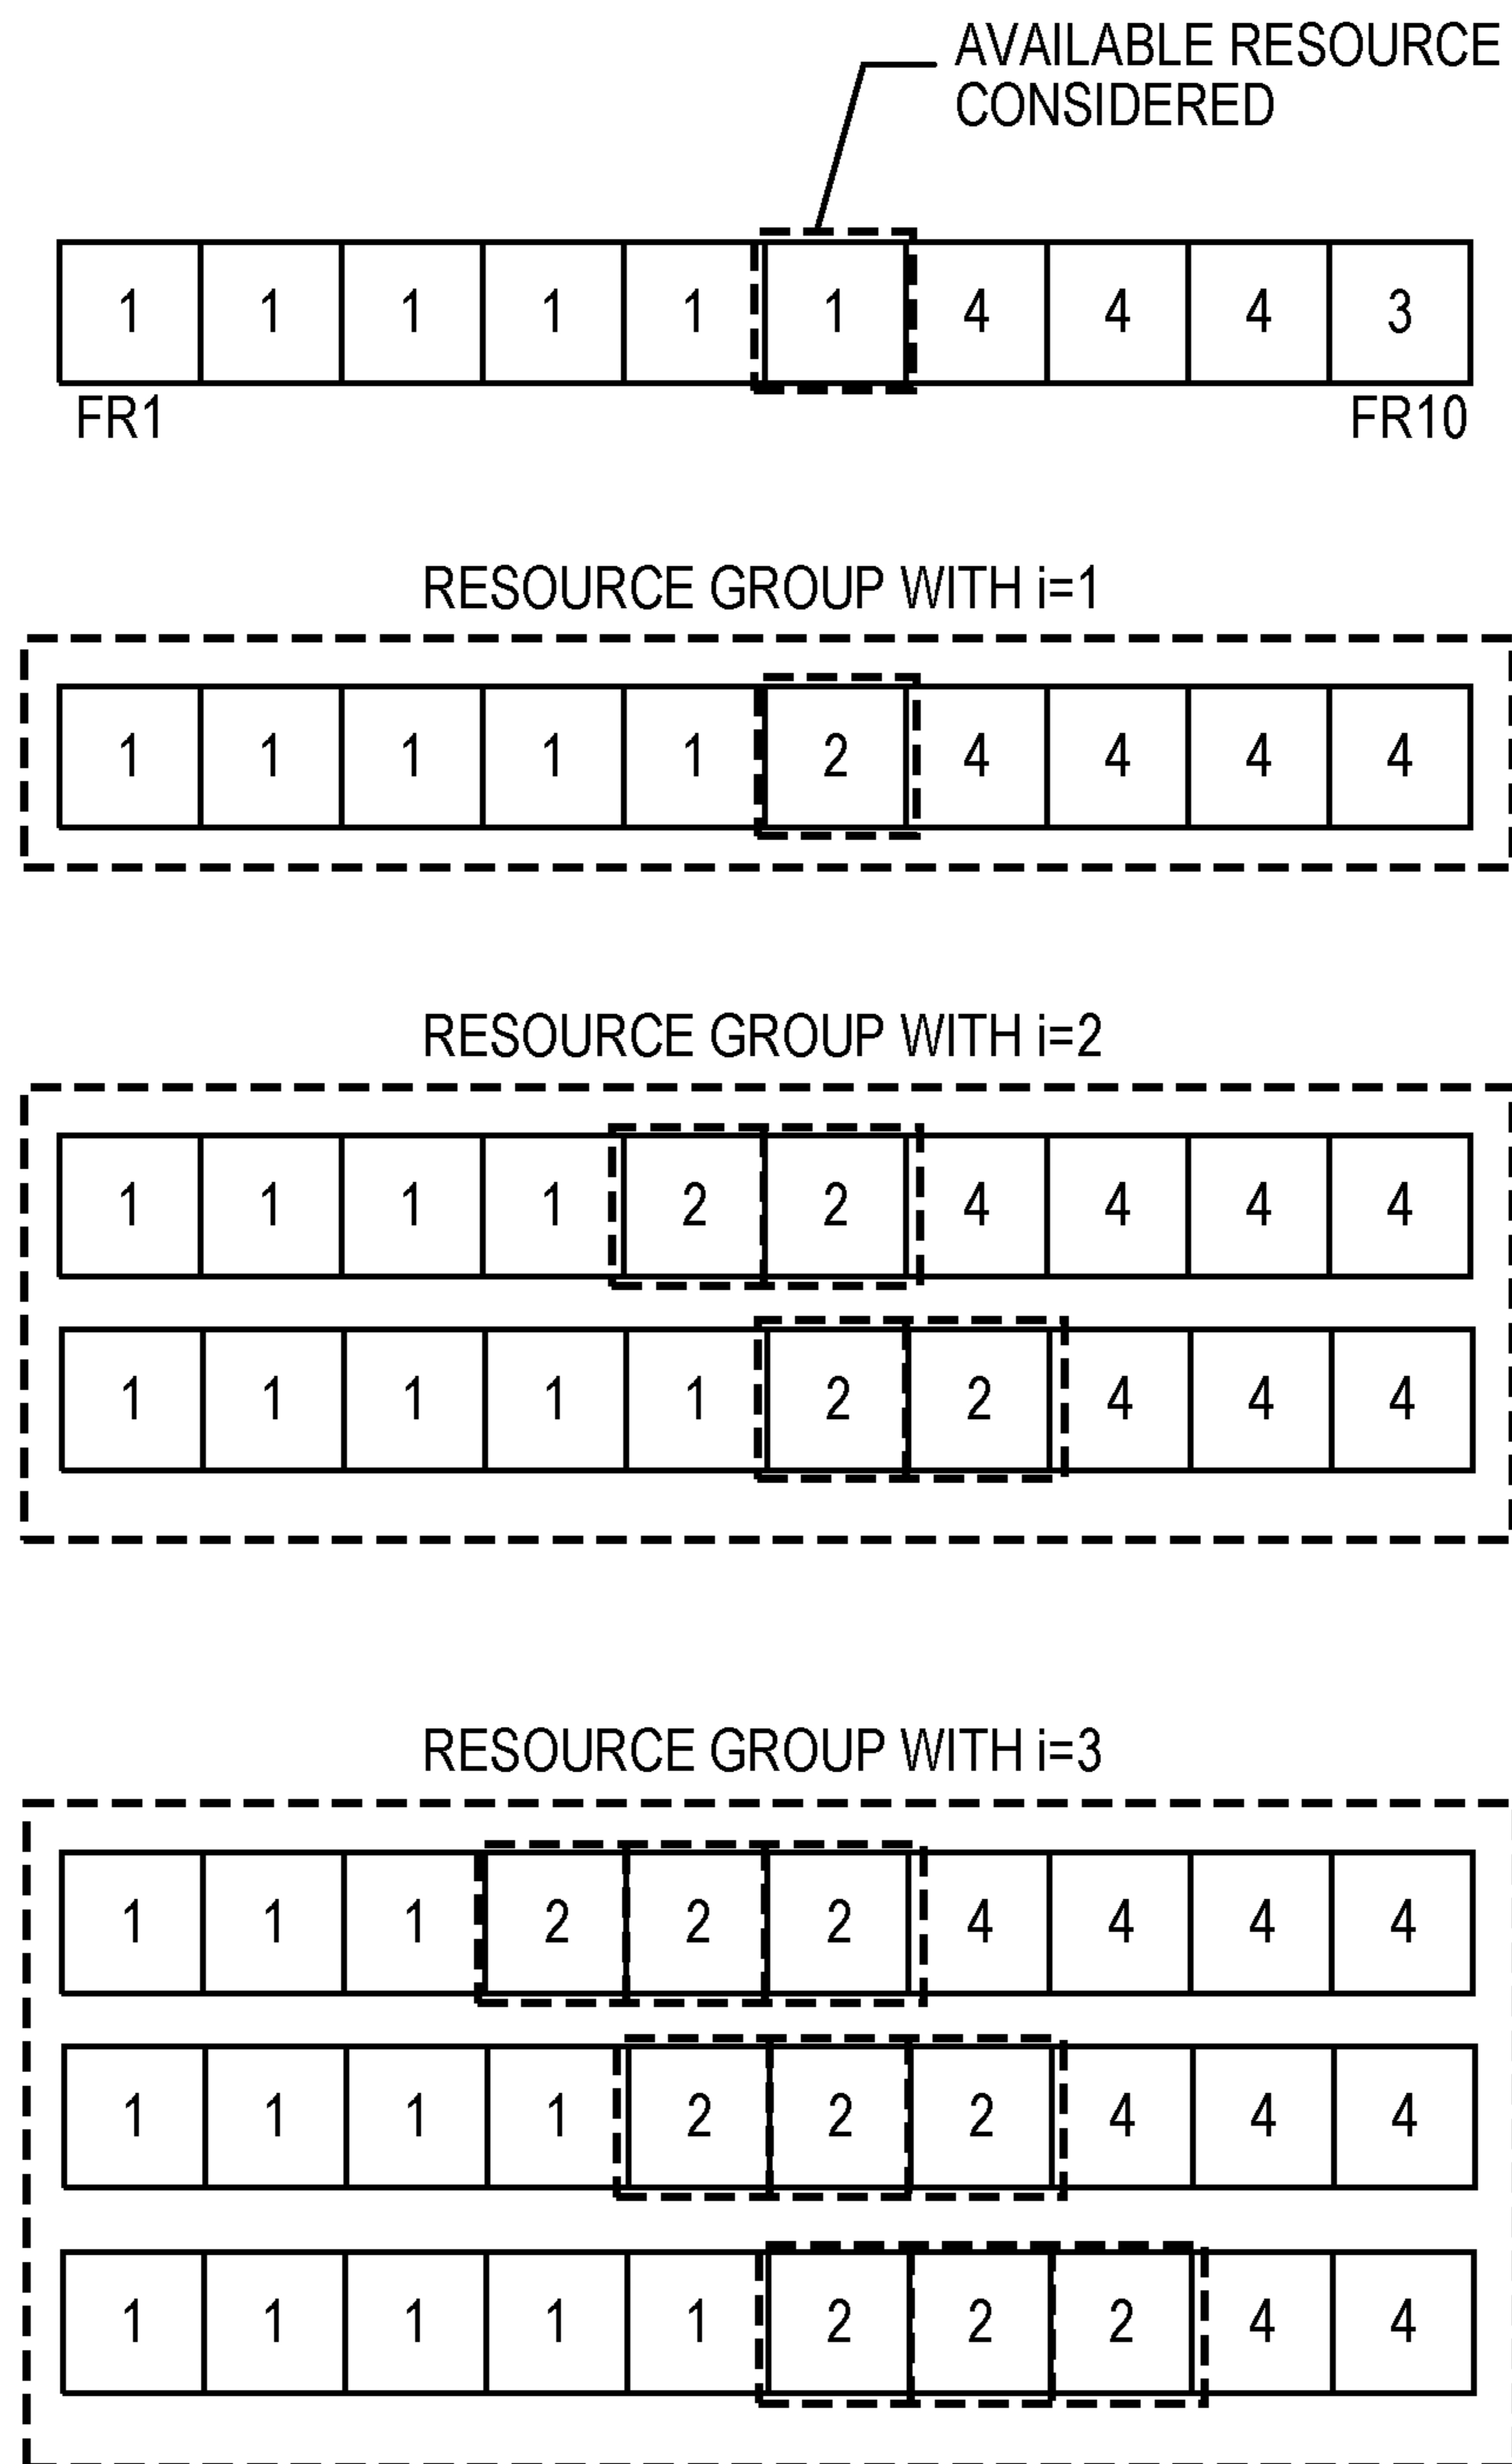 AVAILABLE RESOURCE
CONSIDERED
1 1 1 1 1 1 4 4 4 3
FR1 FR10
RESOURCE GROUP WITH i=1
1 1 1 1 1 2 4 4 4 4
RESOURCE GROUP WITH i=2
1 1 1 1 2 2 4 4 4 4
1 1 1 1 1 2 2 4 4 4
RESOURCE GROUP WITH i=3
1 1 1 2 2 2 4 4 4 4
1 1 1 1 2 2 2 4 4 4
1 1 1 1 1 2 2 2 4 4